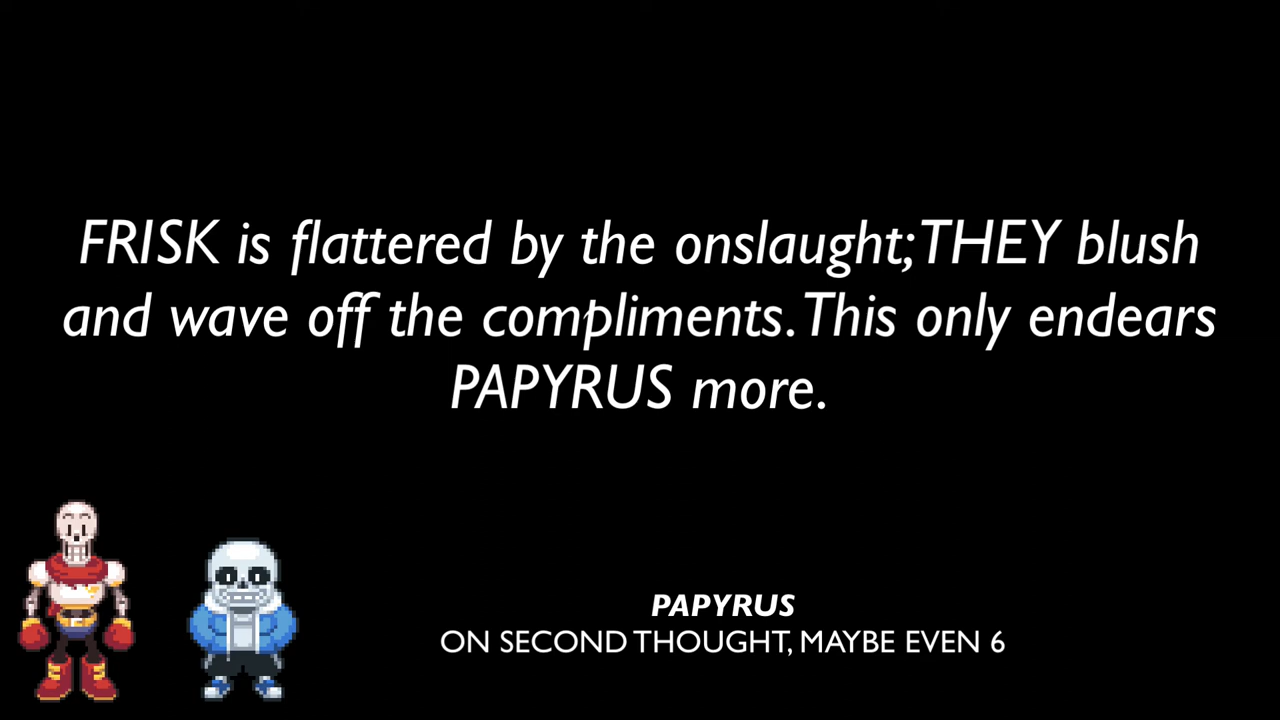 FRISK is flattered by the onslaught; THEY blush
and wave off the compliments. This only endears
PAPYRUS more.
PAPYRUS
ON SECOND THOUGHT, MAYBE EVEN 6